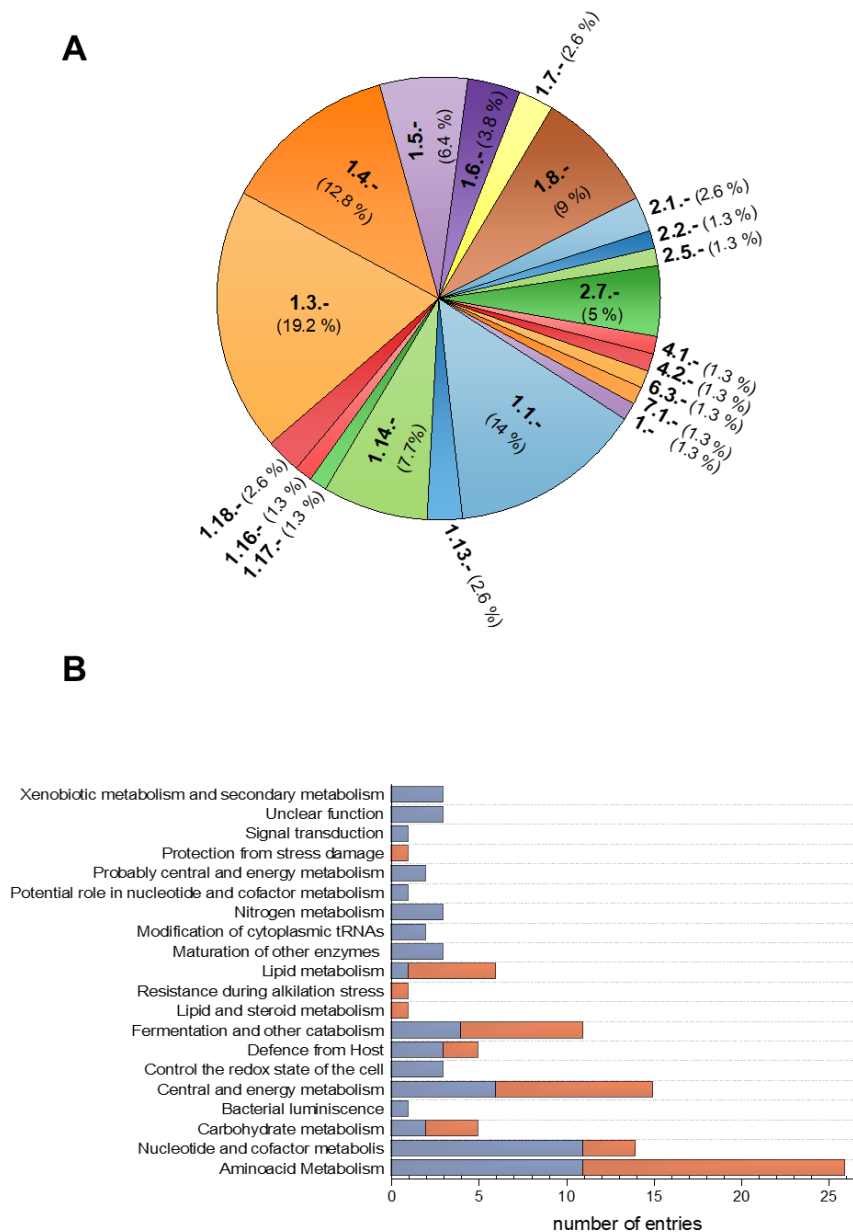 A
1.7.- (2.6 %)
1.5.-
(6.4 %)
1.6.- (3.8 %)
1.4.-
(12.8 %)
1.8.-
(9 %)
2.1.- (2.6 %)
2.2.- (1.3 %)
2.5.- (1.3 %)
1.3.-
(19.2 %)
2.7.-
(5 %)
4.1.- (1.3 %)
4.2.- (1.3 %)
6.3.- (1.3 %)
7.1.- (1.3 %)
1.- (1.3 %)
1.1.-
(14 %)
1.14.-
(7.7%)
1.18.- (2.6 %)
1.16.- (1.3 %)
1.17.- (1.3 %)
1.13.- (2.6 %)
B
Xenobiotic metabolism and secondary metabolism
Unclear function
Signal transduction
Protection from stress damage
Probably central and energy metabolism
Potential role in nucleotide and cofactor metabolism
Nitrogen metabolism
Modification of cytoplasmic tRNAs
Maturation of other enzymes
Lipid metabolism
Resistance during alkilation stress
Lipid and steroid metabolism
Fermentation and other catabolism
Defence from Host
Control the redox state of the cell
Central and energy metabolism
Bacterial luminiscence
Carbohydrate metabolism
Nucleotide and cofactor metabolis
Aminoacid Metabolism
0 5 10 15 20 25
number of entries